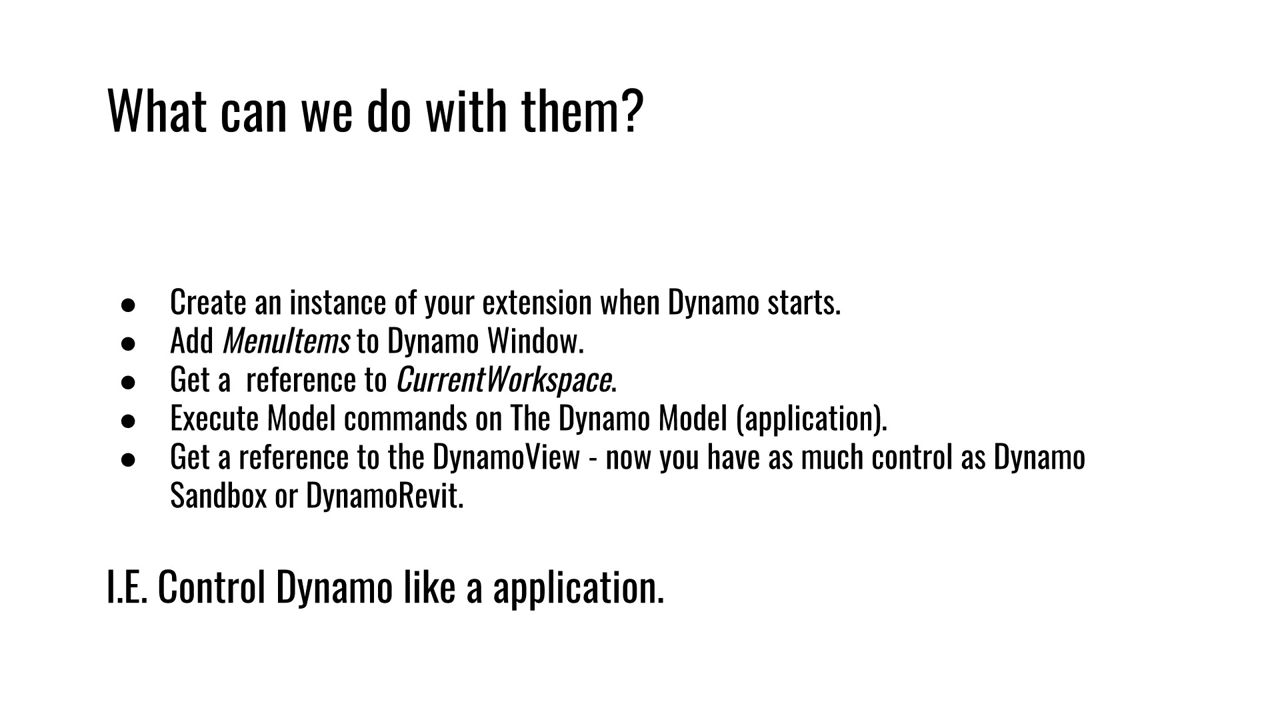 What can we do with them?
● Create an instance of your extension when Dynamo starts.
● Add MenuItems to Dynamo Window.
● Get a  reference to CurrentWorkspace.
● Execute Model commands on The Dynamo Model (application).
● Get a reference to the DynamoView - now you have as much control as Dynamo
Sandbox or DynamoRevit.
I.E. Control Dynamo like a application.